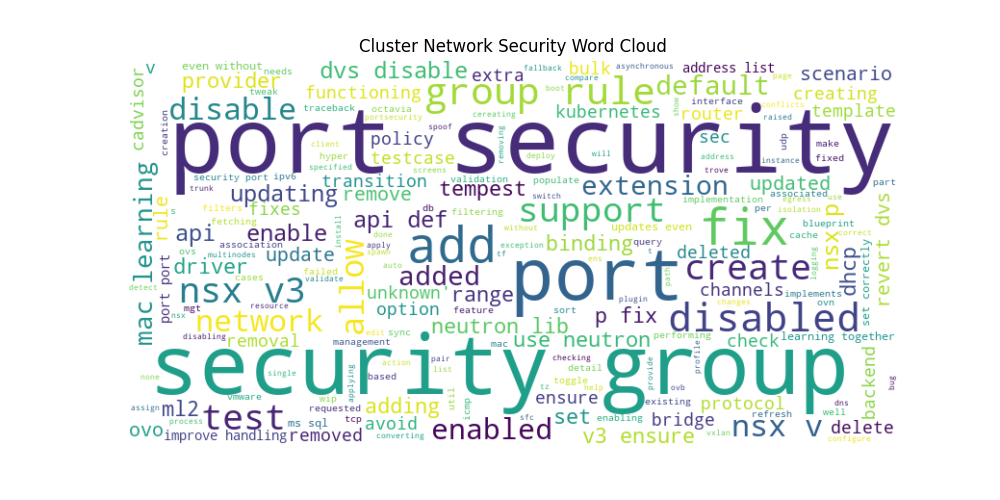 Cluster Network Security Word Cloud
v even without needs dvs disable extra fallback asynchronous bulk address list scenario
provider tweak functioning group rule compare boot default page creating
cadvisor creation disable traceback octavia portsecurity cereating kubernetes show interface router conflicts template
port security
policy spoof client testcase hyper screens removing deploy will sec address udp raised make fixed instance trove
mac learning security port ipv6 specified transition validation populate extension implementation updated associated part
trunk updating remove tempest per egress isolation use
rule s filters fixes fetching api def db filtering support updates even fix cache blueprint correct
api association enable done without switch binding query deleted nsx p logging revert dvs
ovs multinodes install apply add exception t dhcp
port port driver update failed spawn tf ens path create ovn set correctly
detect cases validate auto added port channels implements
nsx v3 resource allow unknown range plugin sort changes
mgt nsx option feature p fix disabled
network edit sync neutron lib use neutron performing check learning together
disabling removal management mac checking detail profile
none single action pair list based applying security group toggle help provide existing backend bug
vmware util tz ovb
assign ml2 wip requested adding icmp ensure set enabling protocol refresh well dns
process test ms sql tcp avoid enabled sfc bridge nsx v delete
ovo improve handling removed converting v3 ensure vxlan configure